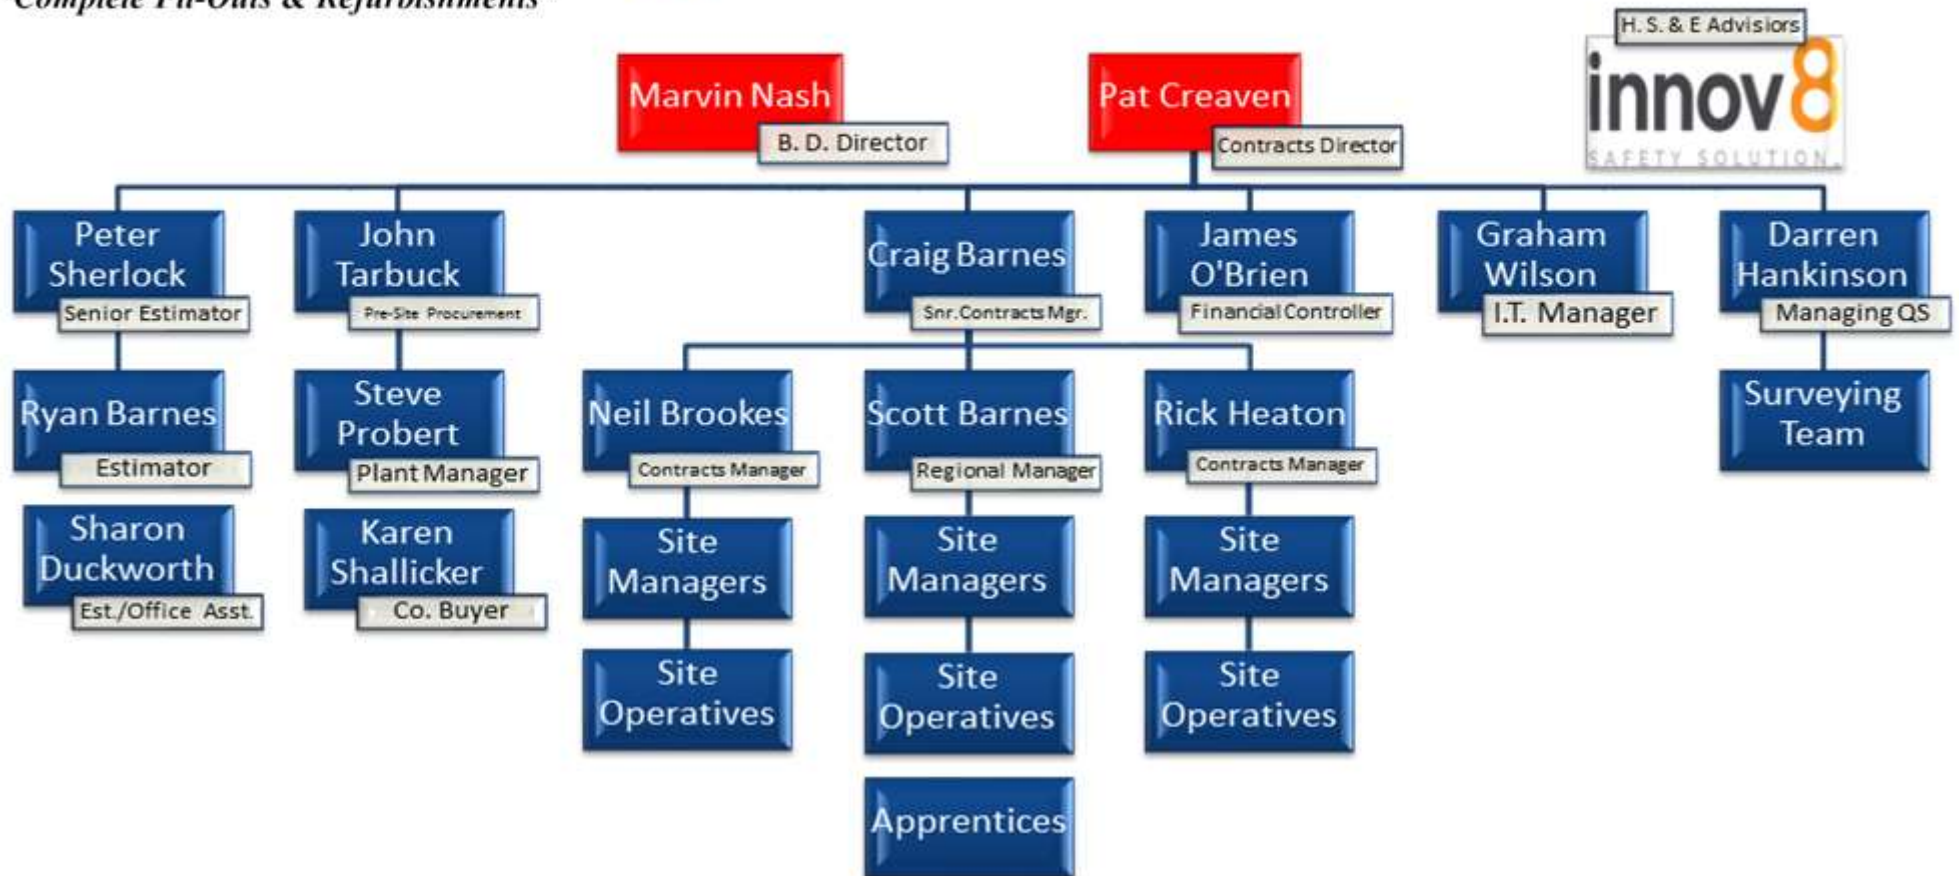 Complete Fit-Outs & Refurbishments
H. S. & E Advisiors
innov8
SAFETY SOLUTION
Marvin Nash
B. D. Director
Pat Creaven
Contracts Director
Peter
Sherlock
Senior Estimator
John
Tarbuck
Pre-Site Procurement
Craig Barnes
Snr.Contracts Mgr.
James
O'Brien
Financial Controller
Graham
Wilson
I.T. Manager
Darren
Hankinson
Managing QS
Ryan Barnes
Estimator
Steve
Probert
Plant Manager
Neil Brookes
Contracts Manager
Scott Barnes
Regional Manager
Rick Heaton
Contracts Manager
Surveying
Team
Sharon
Duckworth
Est./Office Asst.
Karen
Shallicker
Co. Buyer
Site
Managers
Site
Managers
Site
Managers
Site
Operatives
Site
Operatives
Site
Operatives
Apprentices